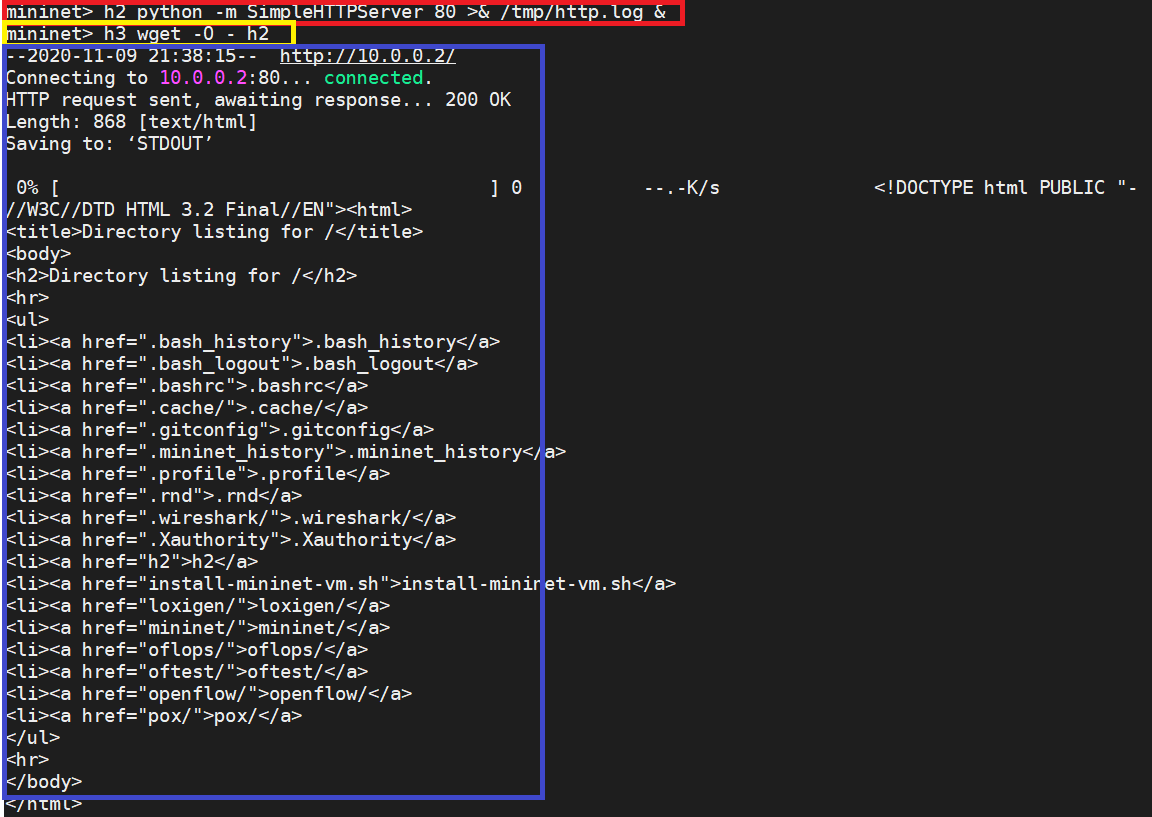 mininet> h2 python -m SimpleHTTPServer 80 >& /tmp/http.log &
mininet> h3 wget -O - h2
--2020-11-09 21:38:15--  http://10.0.0.2/
Connecting to 10.0.0.2:80... connected.
HTTP request sent, awaiting response... 200 OK
Length: 868 [text/html]
Saving to: ‘STDOUT’

 0% [                                       ] 0           --.-K/s              <!DOCTYPE html PUBLIC "-
//W3C//DTD HTML 3.2 Final//EN"><html>
<title>Directory listing for /</title>
<body>
<h2>Directory listing for /</h2>
<hr>
<ul>
<li><a href=".bash_history">.bash_history</a>
<li><a href=".bash_logout">.bash_logout</a>
<li><a href=".bashrc">.bashrc</a>
<li><a href=".cache/">.cache/</a>
<li><a href=".gitconfig">.gitconfig</a>
<li><a href=".mininet_history">.mininet_history</a>
<li><a href=".profile">.profile</a>
<li><a href=".rnd">.rnd</a>
<li><a href=".wireshark/">.wireshark/</a>
<li><a href=".Xauthority">.Xauthority</a>
<li><a href="h2">h2</a>
<li><a href="install-mininet-vm.sh">install-mininet-vm.sh</a>
<li><a href="loxigen/">loxigen/</a>
<li><a href="mininet/">mininet/</a>
<li><a href="oflops/">oflops/</a>
<li><a href="oftest/">oftest/</a>
<li><a href="openflow/">openflow/</a>
<li><a href="pox/">pox/</a>
</ul>
<hr>
</body>
</html>